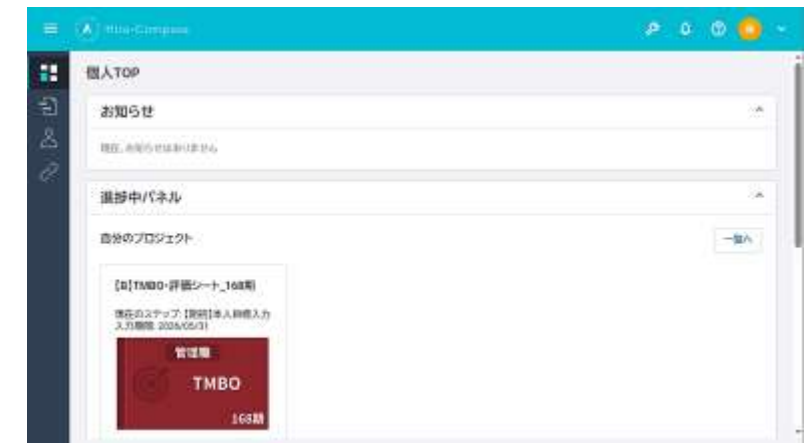 個人TOP
お知らせ
現在、お知らせはありません
進捗中パネル
自分のプロジェクト
一覧へ
【B】TMBO・評価シート_168期
現在のステップ:【期初】本人目標入力
入力期限: 2026/05/31
管理職
TMBO
168期